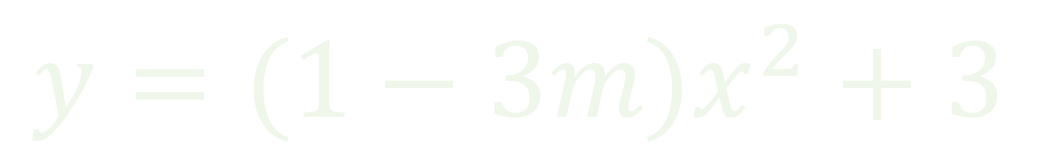 y = (1 − 3m)x² + 3